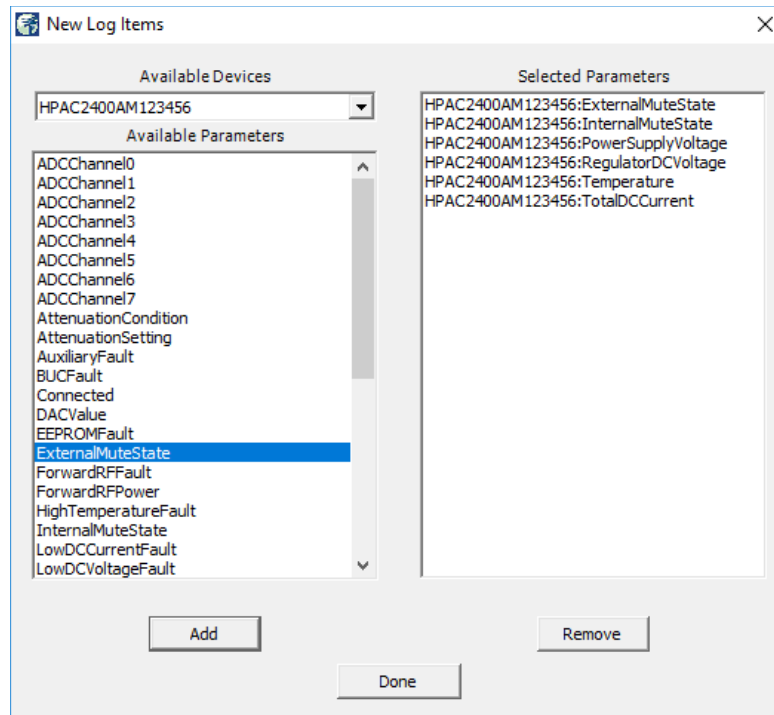 New Log Items
Available Devices
HPAC2400AM123456
Available Parameters
ADCChannel0
ADCChannel1
ADCChannel2
ADCChannel3
ADCChannel4
ADCChannel5
ADCChannel6
ADCChannel7
AttenuationCondition
AttenuationSetting
AuxiliaryFault
BUCFault
Connected
DACValue
EEPROMFault
ExternalMuteState
ForwardRFFault
ForwardRFPower
HighTemperatureFault
InternalMuteState
LowDCCurrentFault
LowDCVoltageFault
Add
Selected Parameters
HPAC2400AM123456:ExternalMuteState
HPAC2400AM123456:InternalMuteState
HPAC2400AM123456:PowerSupplyVoltage
HPAC2400AM123456:RegulatorDCVoltage
HPAC2400AM123456:Temperature
HPAC2400AM123456:TotalDCCurrent
Remove
Done